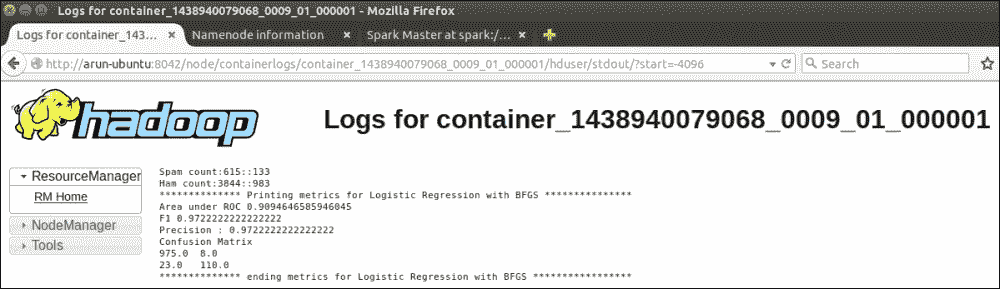 Logs for container_1438940079068_0009_01_000001 - Mozilla Firefox
Logs for container_143... Namenode information Spark Master at spark:/...
http://arun-ubuntu:8042/node/containerlogs/container_1438940079068_0009_01_000001/hduser/stdout/?start=-4096 Search
hadoop
Logs for container_1438940079068_0009_01_000001
ResourceManager
RM Home
NodeManager
Tools
Spam count:615::133
Ham count:3844::983
************** Printing metrics for Logistic Regression with BFGS ***************
Area under ROC 0.9094646585946045
F1 0.9722222222222222
Precision : 0.9722222222222222
Confusion Matrix
975.0 8.0
23.0 110.0
************** ending metrics for Logistic Regression with BFGS *****************